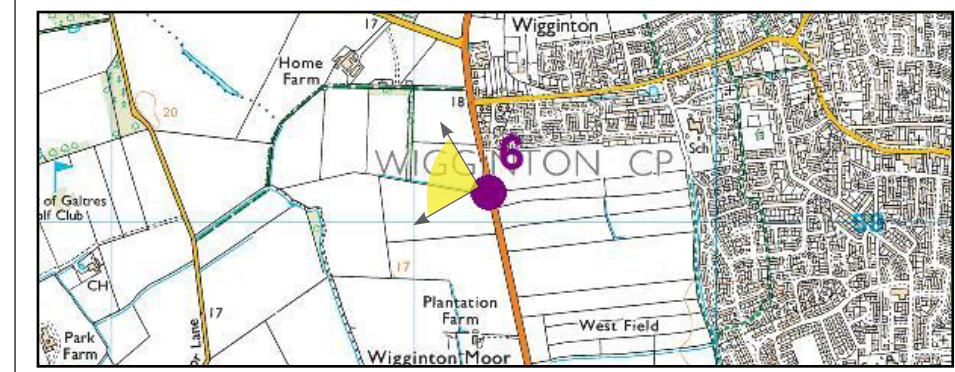 17
Wigginton
Home
Farm
18
20
6
WIGGINTON CP
Sch
of Galtres
olf Club
59
CH
17
17
Plantation
Farm
West Field
Park
Farm
Lane
Wigginton Moor